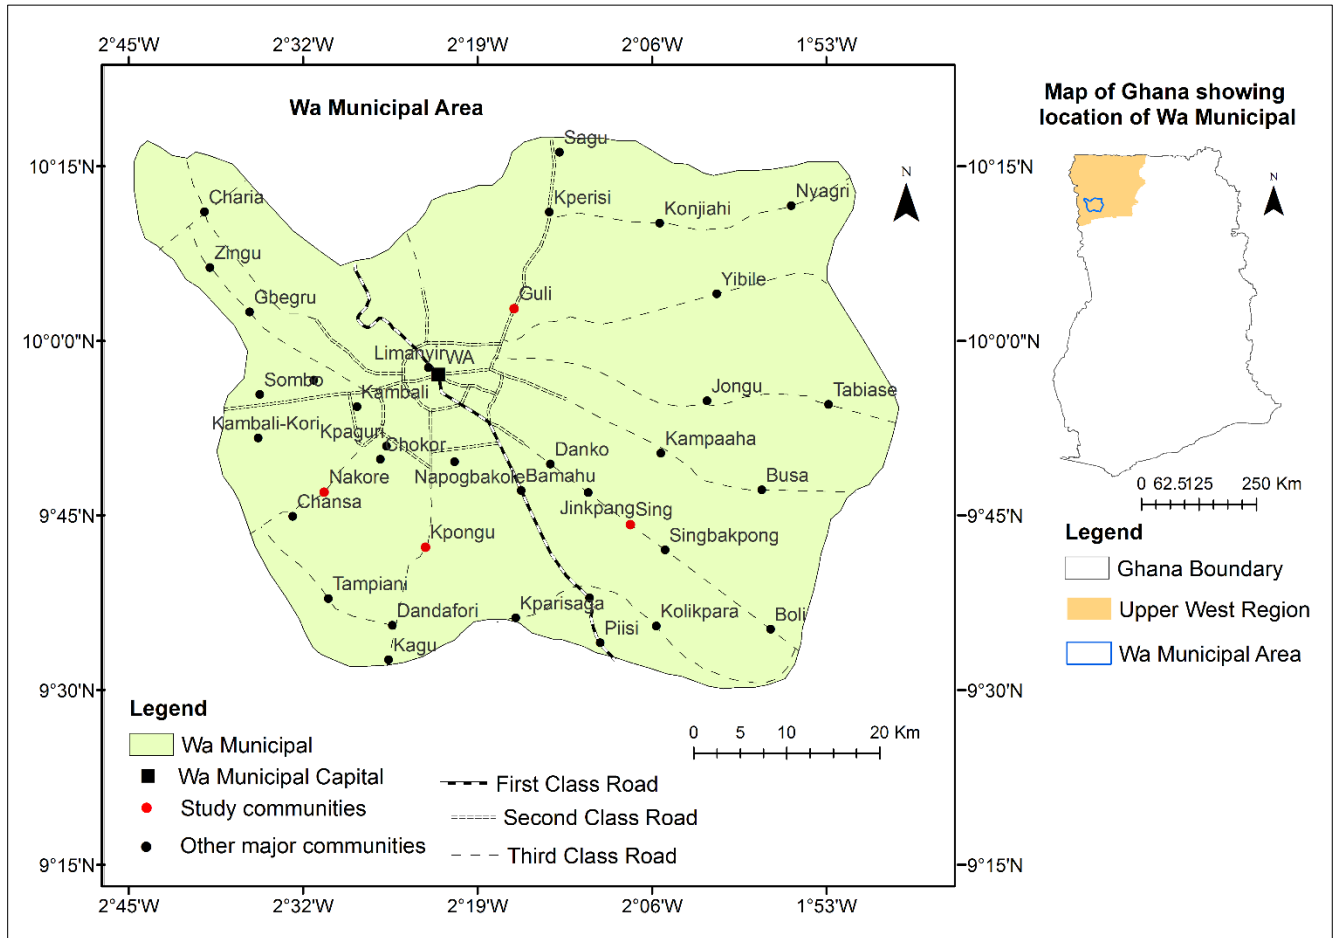 2°45'W 2°32'W 2°19'W 2°06'W 1°53'W
Wa Municipal Area
10°15'N
10°0'0"N
9°45'N
9°30'N
9°15'N
Sagu
Charia
Kperisi
Konjiahi
Nyagri
Zingu
Gbegru
Guli
Yibile
Limanyir
WA
Sombo
Kambali
Jongu
Tabiase
Kambali-Kori
Kpaguri
Chokor
Danko
Kampaaha
Nakore
Napogbakole
Bamahu
Busa
Chansa
Jinkpang
Sing
Kpongu
Singbakpong
Tampiani
Dandafori
Kparisaga
Kolikpara
Boli
Kagu
Piisi
N
10°15'N
10°0'0"N
9°45'N
9°30'N
9°15'N
Legend
Wa Municipal
Wa Municipal Capital
Study communities
Other major communities
First Class Road
Second Class Road
Third Class Road
0 5 10 20 Km
2°45'W 2°32'W 2°19'W 2°06'W 1°53'W
Map of Ghana showing
location of Wa Municipal
N
0 62.5125 250 Km
Legend
Ghana Boundary
Upper West Region
Wa Municipal Area